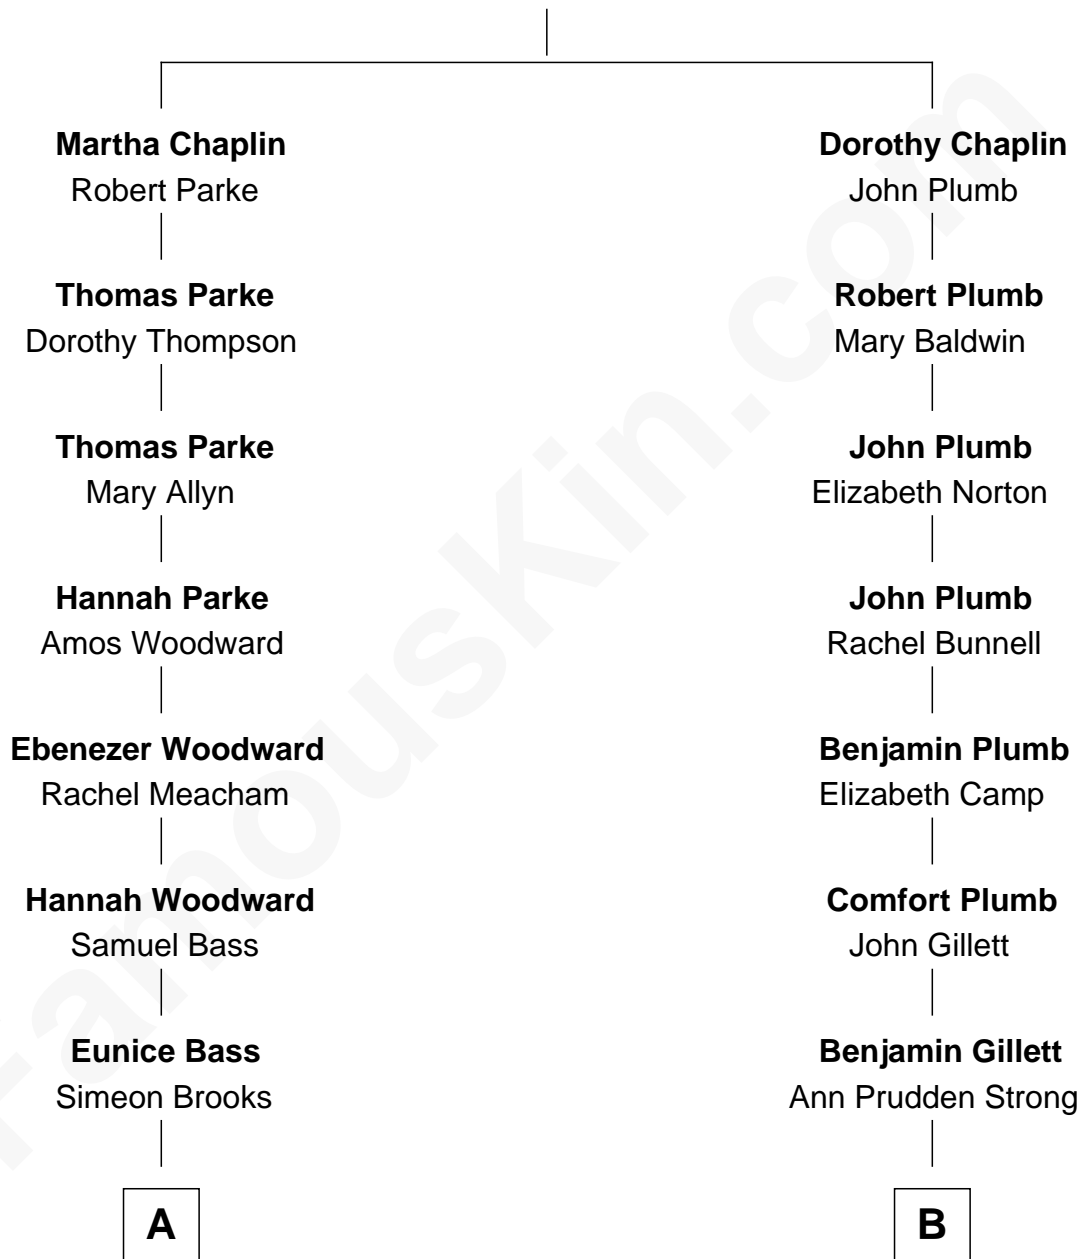 Martha Chaplin
Robert Parke
Thomas Parke
Dorothy Thompson
Thomas Parke
Mary Allyn
Hannah Parke
Amos Woodward
Ebenezer Woodward
Rachel Meacham
Hannah Woodward
Samuel Bass
Eunice Bass
Simeon Brooks
A
Dorothy Chaplin
John Plumb
Robert Plumb
Mary Baldwin
John Plumb
Elizabeth Norton
John Plumb
Rachel Bunnell
Benjamin Plumb
Elizabeth Camp
Comfort Plumb
John Gillett
Benjamin Gillett
Ann Prudden Strong
B
FamousKin.com